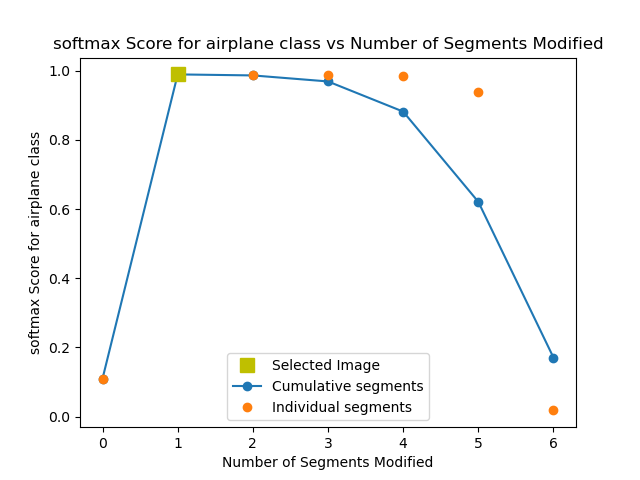 softmax Score for airplane class vs Number of Segments Modified
softmax Score for airplane class
1.0
0.8
0.6
0.4
0.2
0.0
Selected Image
Cumulative segments
Individual segments
0 1 2 3 4 5 6
Number of Segments Modified